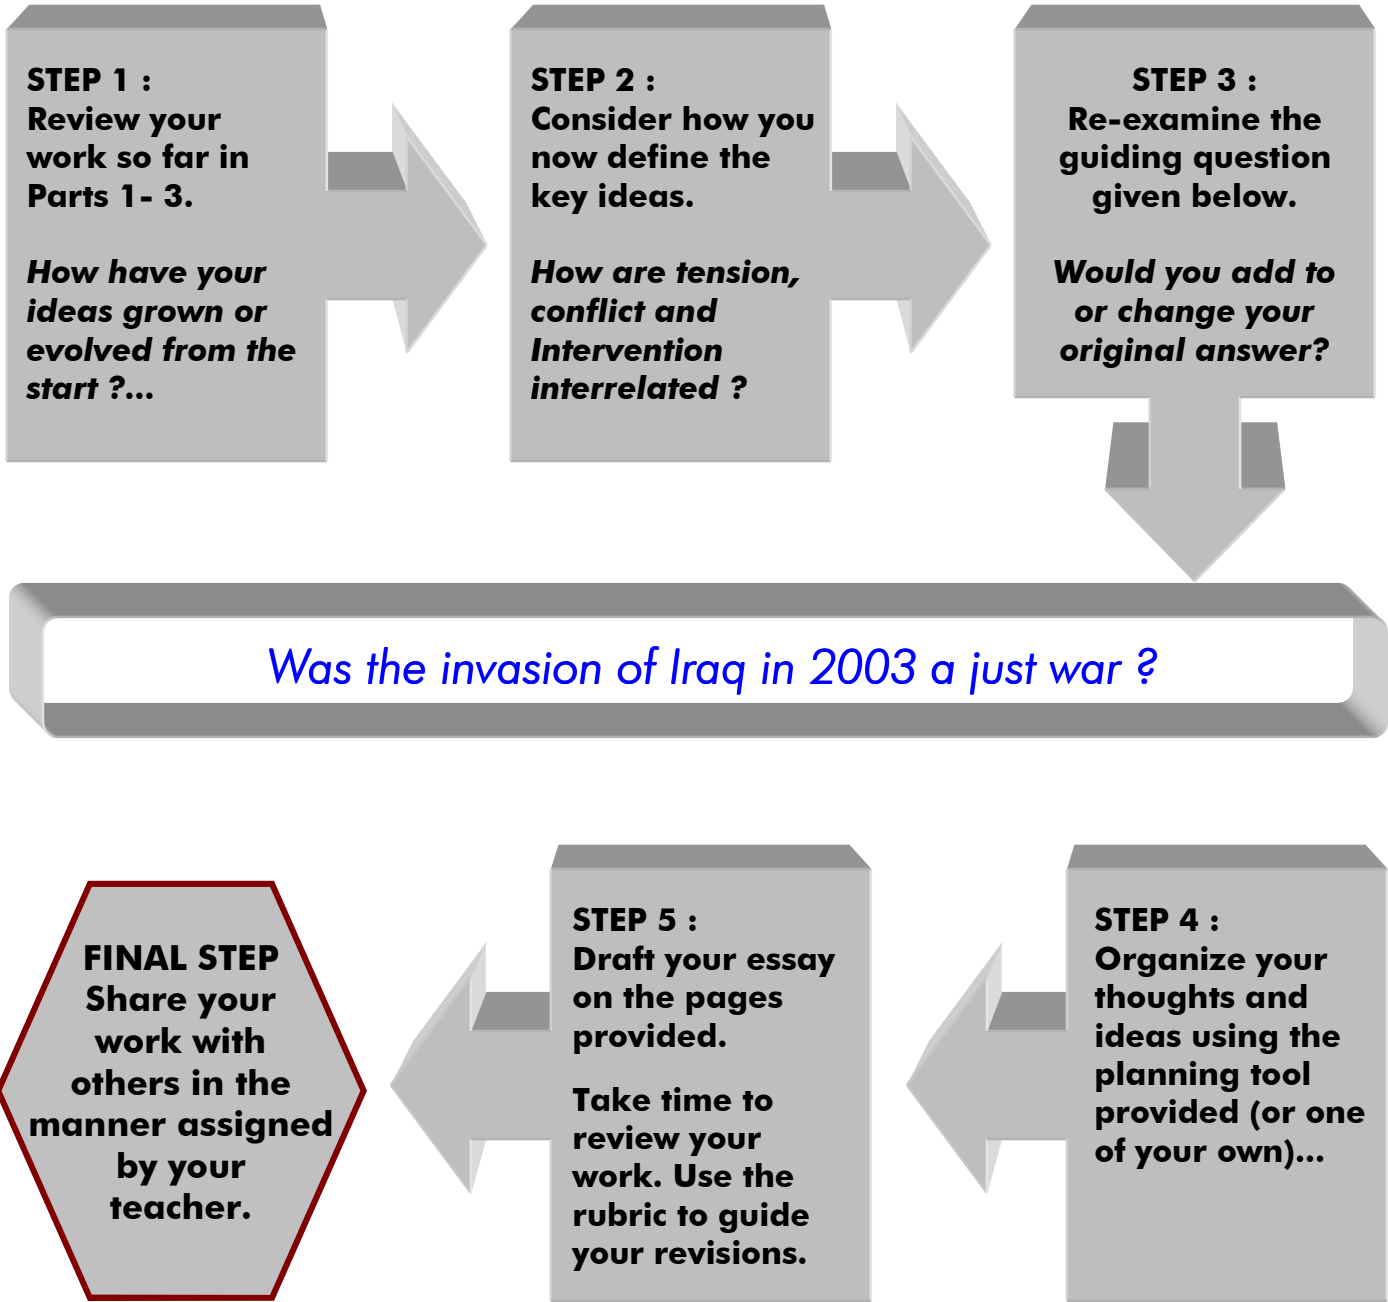 STEP 1 :
Review your
work so far in
Parts 1- 3.
How have your
ideas grown or
evolved from the
start ?...
STEP 2 :
Consider how you
now define the
key ideas.
How are tension,
conflict and
Intervention
interrelated ?
STEP 3 :
Re-examine the
guiding question
given below.
Would you add to
or change your
original answer?
Was the invasion of Iraq in 2003 a just war ?
STEP 4 :
Organize your
thoughts and
ideas using the
planning tool
provided (or one
of your own)...
STEP 5 :
Draft your essay
on the pages
provided.
Take time to
review your
work. Use the
rubric to guide
your revisions.
FINAL STEP
Share your
work with
others in the
manner assigned
by your
teacher.